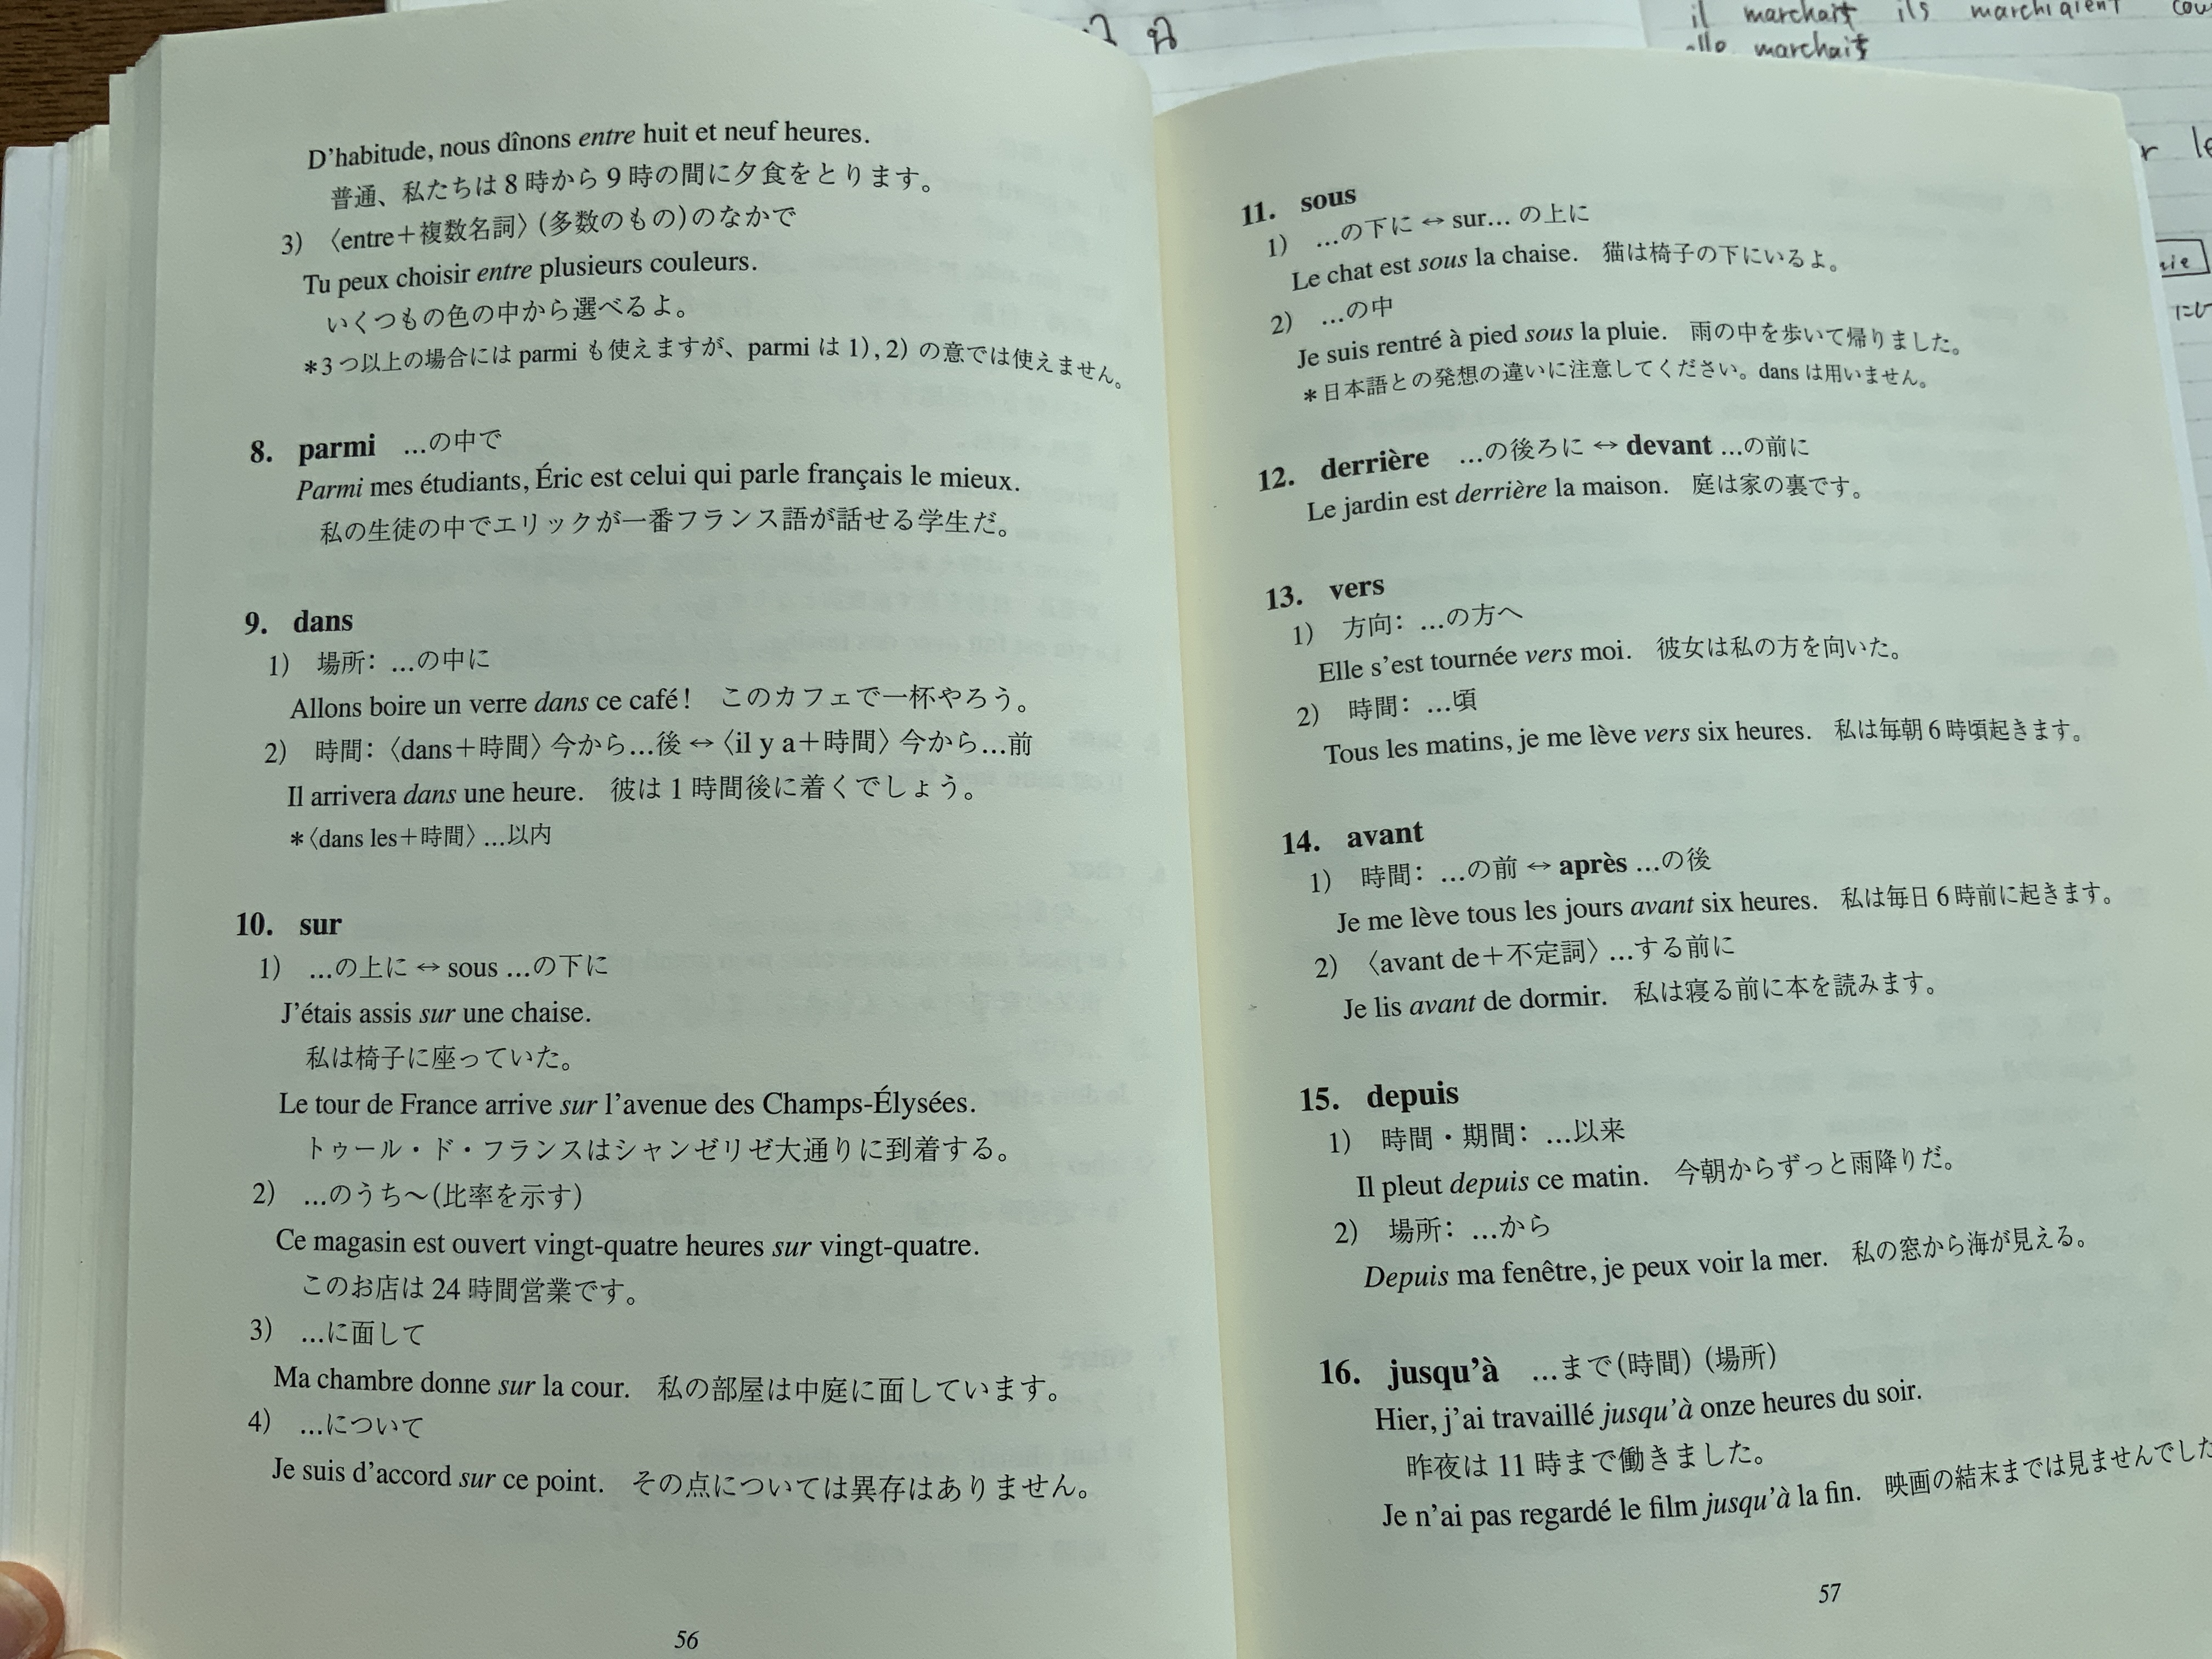 il marchait ils marchiaient
marchait
D'habitude, nous dînons entre huit et neuf heures.
普通、私たちは8時から9時の間に夕食をとります。
3) 〈entre+複数名詞〉(多数のもの)のなかで
Tu peux choisir entre plusieurs couleurs.
いくつもの色の中から選べるよ。
*3つ以上の場合には parmi も使えますが、parmi は 1), 2) の意では使えません。
8. parmi …の中で
Parmi mes étudiants, Éric est celui qui parle français le mieux.
私の生徒の中でエリックが一番フランス語が話せる学生だ。
9. dans
1) 場所: …の中に
Allons boire un verre dans ce café! このカフェで一杯やろう。
2) 時間:〈dans+時間〉今から…後↔〈il y a+時間〉今から…前
Il arrivera dans une heure. 彼は1時間後に着くでしょう。
*〈dans les+時間〉…以内
10. sur
1) …の上に↔sous …の下に
J'étais assis sur une chaise.
私は椅子に座っていた。
Le tour de France arrive sur l'avenue des Champs-Élysées.
トゥール・ド・フランスはシャンゼリゼ大通りに到着する。
2) …のうち〜(比率を示す)
Ce magasin est ouvert vingt-quatre heures sur vingt-quatre.
このお店は24時間営業です。
3) …に面して
Ma chambre donne sur la cour. 私の部屋は中庭に面しています。
4) …について
Je suis d'accord sur ce point. その点については異存はありません。
56
11. sous
1) …の下に↔sur… の上に
Le chat est sous la chaise. 猫は椅子の下にいるよ。
2) …の中
Je suis rentré à pied sous la pluie. 雨の中を歩いて帰りました。
*日本語との発想の違いに注意してください。dans は用いません。
12. derrière …の後ろに↔devant …の前に
Le jardin est derrière la maison. 庭は家の裏です。
13. vers
1) 方向: …の方へ
Elle s'est tournée vers moi. 彼女は私の方を向いた。
2) 時間: …頃
Tous les matins, je me lève vers six heures. 私は毎朝6時頃起きます。
14. avant
1) 時間: …の前↔après …の後
Je me lève tous les jours avant six heures. 私は毎日6時前に起きます。
2) 〈avant de+不定詞〉…する前に
Je lis avant de dormir. 私は寝る前に本を読みます。
15. depuis
1) 時間・期間: …以来
Il pleut depuis ce matin. 今朝からずっと雨降りだ。
2) 場所: …から
Depuis ma fenêtre, je peux voir la mer. 私の窓から海が見える。
16. jusqu'à …まで(時間) (場所)
Hier, j'ai travaillé jusqu'à onze heures du soir.
昨夜は11時まで働きました。
Je n'ai pas regardé le film jusqu'à la fin. 映画の結末までは見ませんでした
57